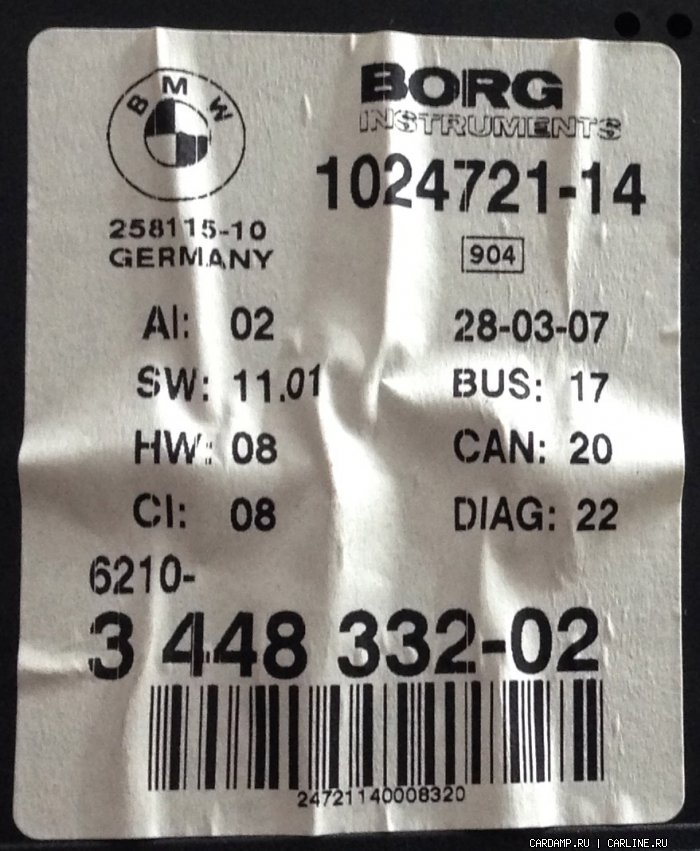 BMW
BORG
INSTRUMENTS
1024721-14
258115-10
GERMANY
904
AI: 02
28-03-07
SW: 11.01
BUS: 17
HW: 08
CAN: 20
CI: 08
DIAG: 22
6210-
3 448 332-02
24721140008320
CARDAMP.RU | CARLINE.RU